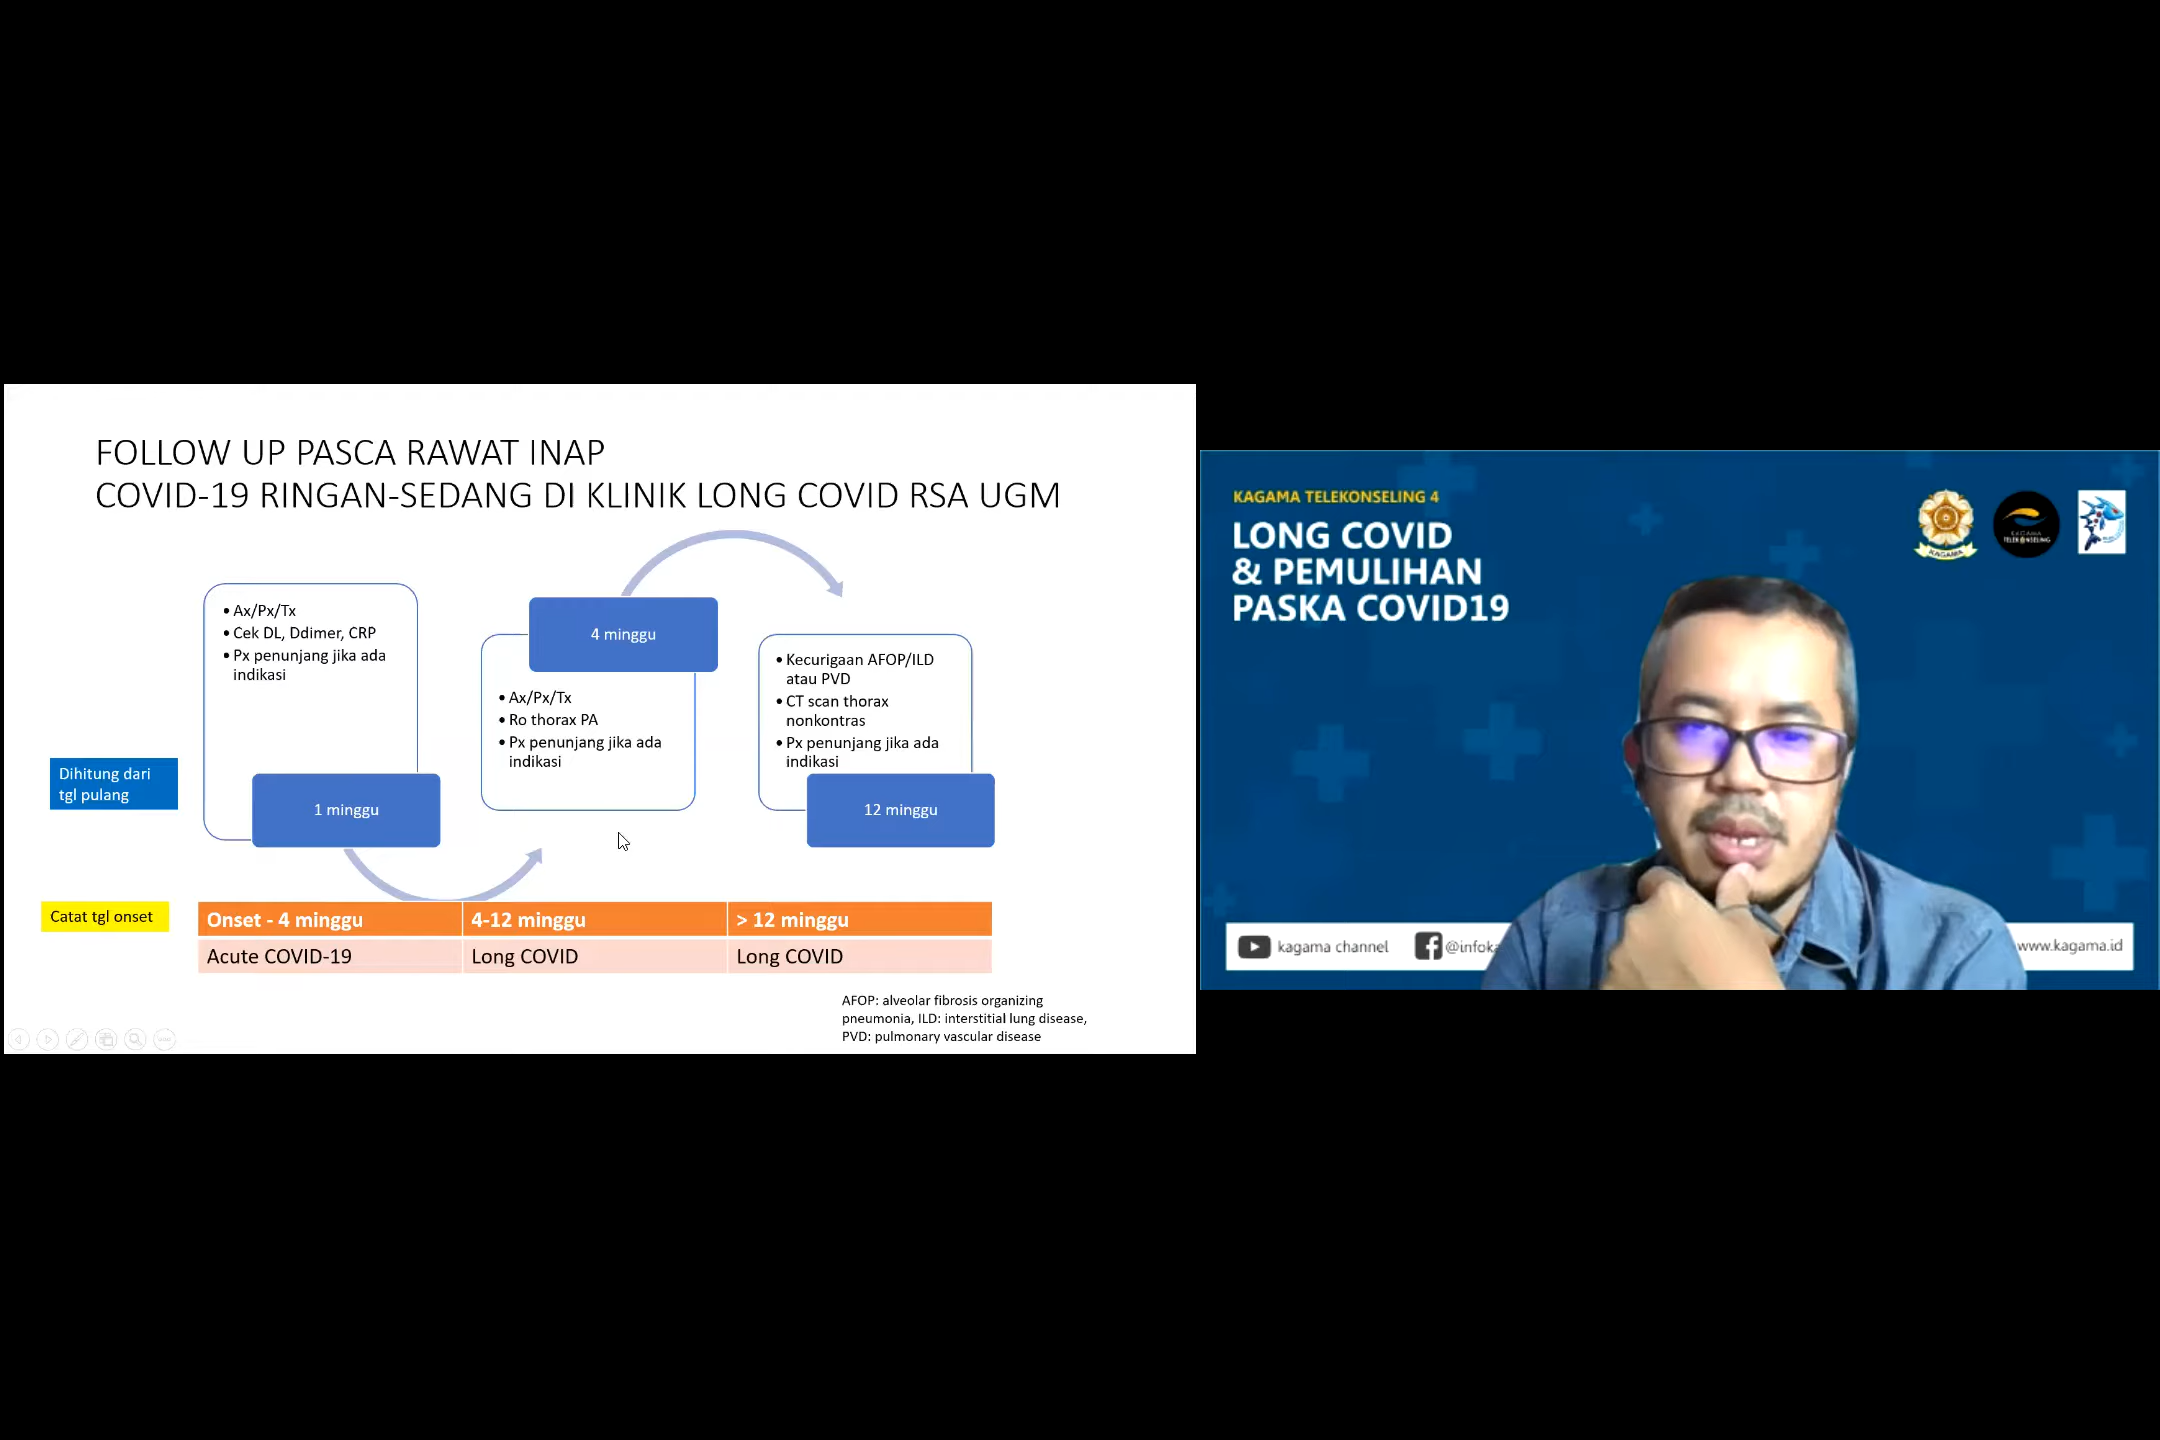 FOLLOW UP PASCA RAWAT INAP
COVID-19 RINGAN-SEDANG DI KLINIK LONG COVID RSA UGM
• Ax/Px/Tx
• Cek DL, Ddimer, CRP
• Px penunjang jika ada
indikasi
1 minggu
4 minggu
• Ax/Px/Tx
• Ro thorax PA
• Px penunjang jika ada
indikasi
• Kecurigaan AFOP/ILD
atau PVD
• CT scan thorax
nonkontras
• Px penunjang jika ada
indikasi
12 minggu
Dihitung dari
tgl pulang
Catat tgl onset
Onset - 4 minggu
4-12 minggu
> 12 minggu
Acute COVID-19
Long COVID
Long COVID
AFOP: alveolar fibrosis organizing
pneumonia, ILD: interstitial lung disease,
PVD: pulmonary vascular disease
KAGAMA TELEKONSELING 4
LONG COVID
& PEMULIHAN
PASKA COVID19
KAGAMA
KAGAMA
TELEKONSELING
kagama channel
@infoka
www.kagama.id